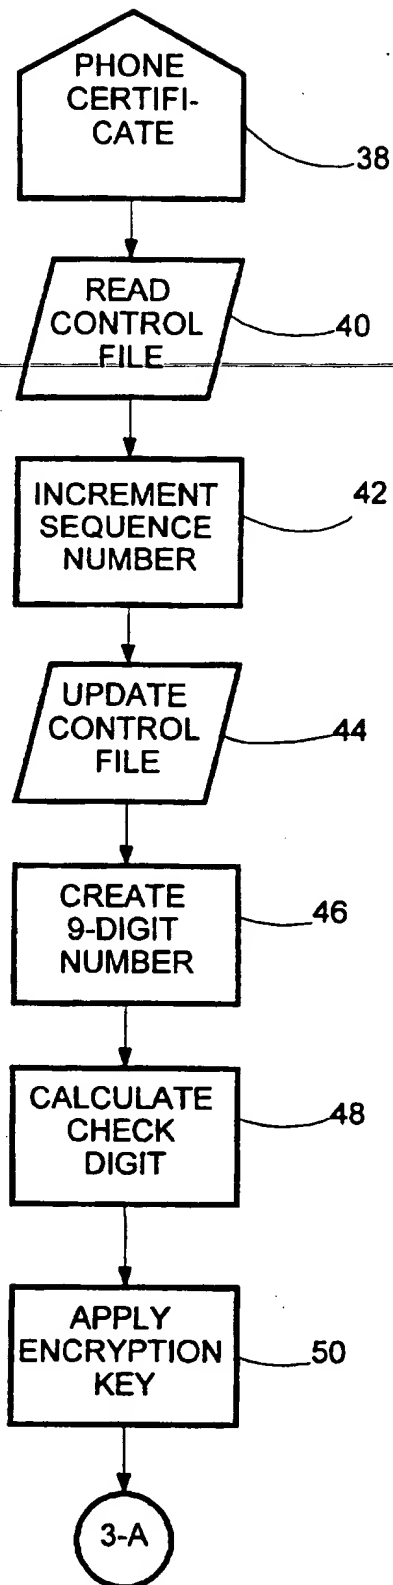 PHONE
CERTIFI-
CATE
38
READ
CONTROL
FILE
40
INCREMENT
SEQUENCE
NUMBER
42
UPDATE
CONTROL
FILE
44
CREATE
9-DIGIT
NUMBER
46
CALCULATE
CHECK
DIGIT
48
APPLY
ENCRYPTION
KEY
50
3-A